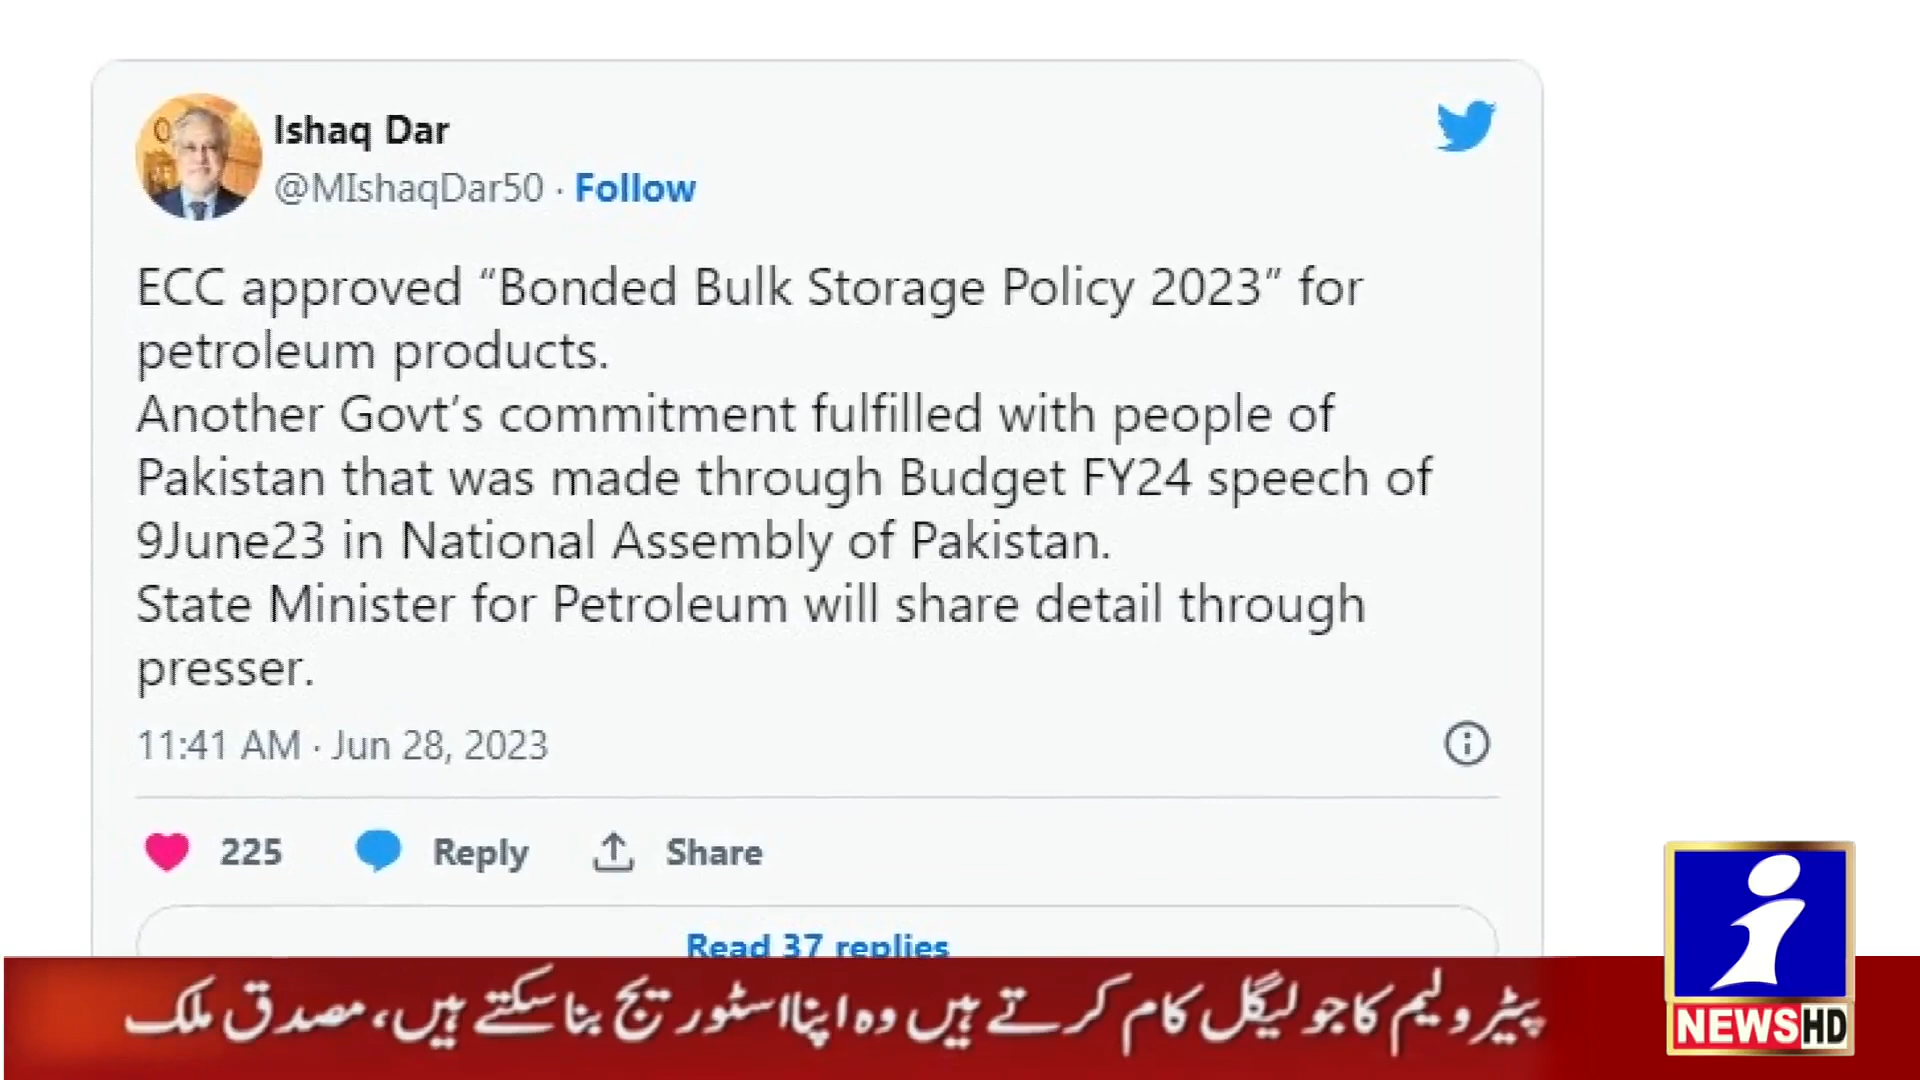 Ishaq Dar
@MIshaqDar50 · Follow
ECC approved “Bonded Bulk Storage Policy 2023” for
petroleum products.
Another Govt’s commitment fulfilled with people of
Pakistan that was made through Budget FY24 speech of
9June23 in National Assembly of Pakistan.
State Minister for Petroleum will share detail through
presser.
11:41 AM · Jun 28, 2023
225 Reply Share
Read 37 replies
پیٹرولیم کا جو لیگل کام کرتے ہیں وہ اپنا اسٹوریج بنا سکتے ہیں، مصدق ملک
i
NEWSHD